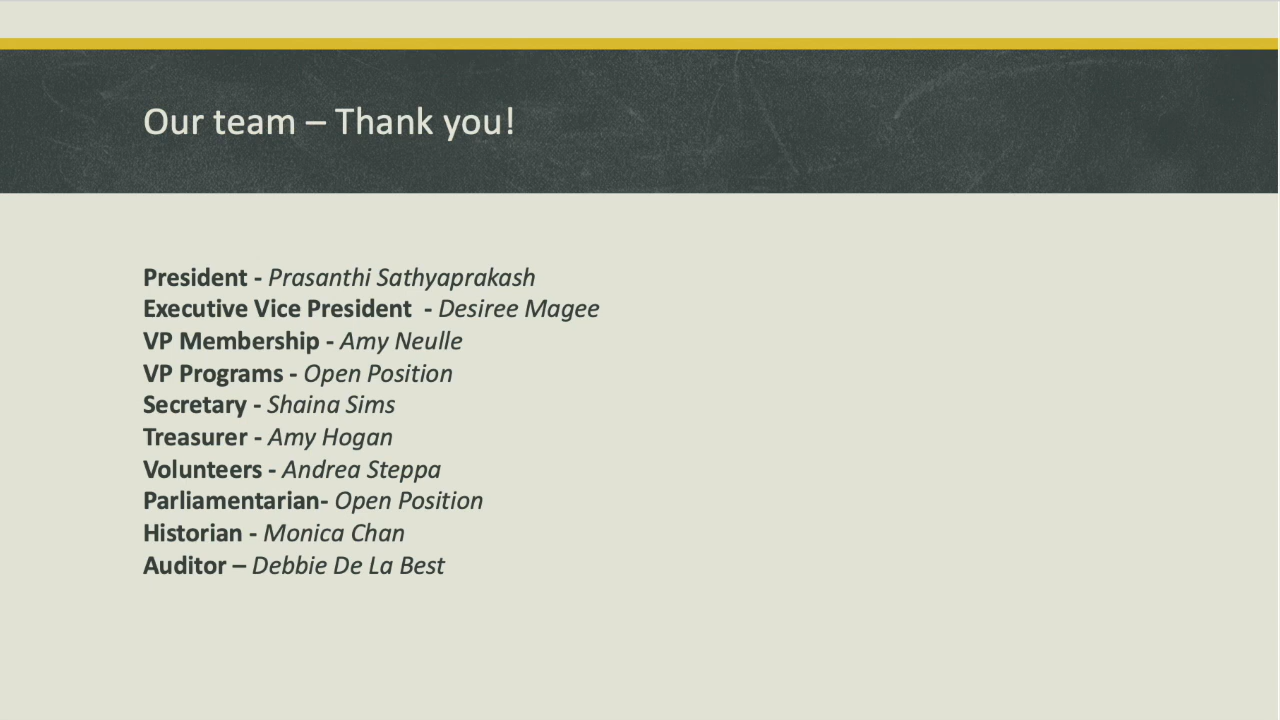 Our team – Thank you!
President - Prasanthi Sathyaprakash
Executive Vice President  - Desiree Magee
VP Membership - Amy Neulle
VP Programs - Open Position
Secretary - Shaina Sims
Treasurer - Amy Hogan
Volunteers - Andrea Steppa
Parliamentarian- Open Position
Historian - Monica Chan
Auditor – Debbie De La Best